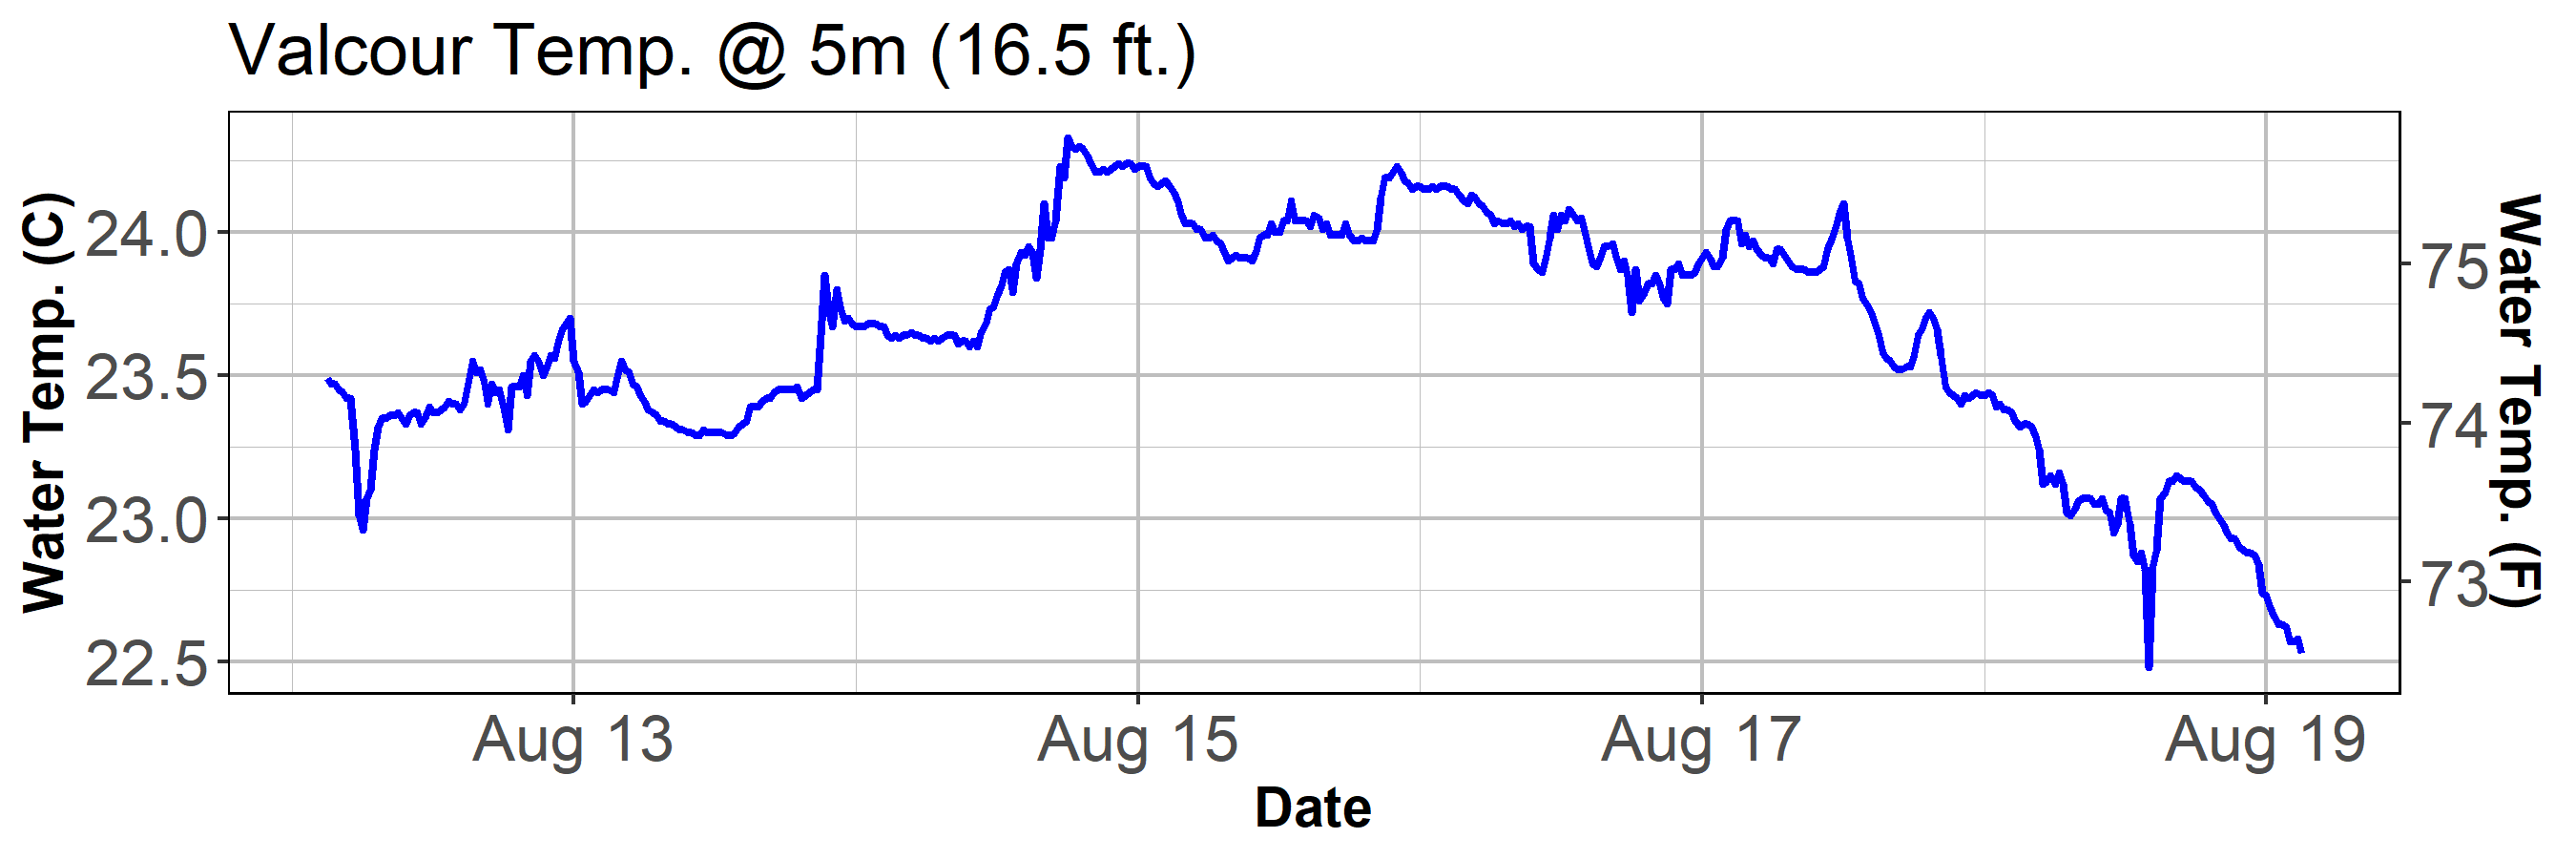 Valcour Temp. @ 5m (16.5 ft.)
Water Temp. (C)
24.0
23.5
23.0
22.5
75
74
73
Water Temp. (F)
Aug 13
Aug 15
Aug 17
Aug 19
Date